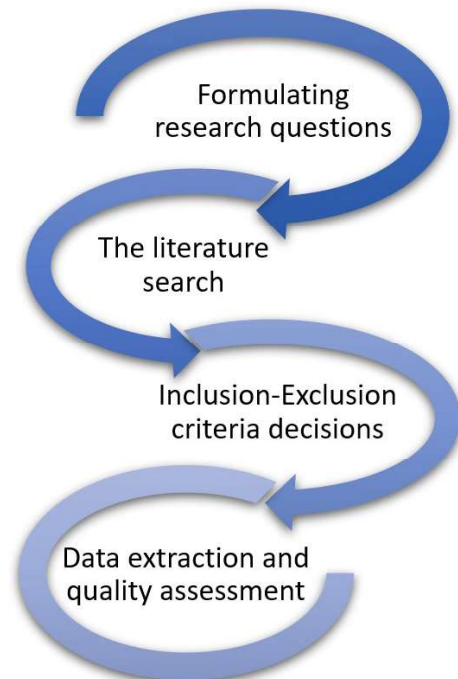 Formulating
research questions
The literature
search
Inclusion-Exclusion
criteria decisions
Data extraction and
quality assessment